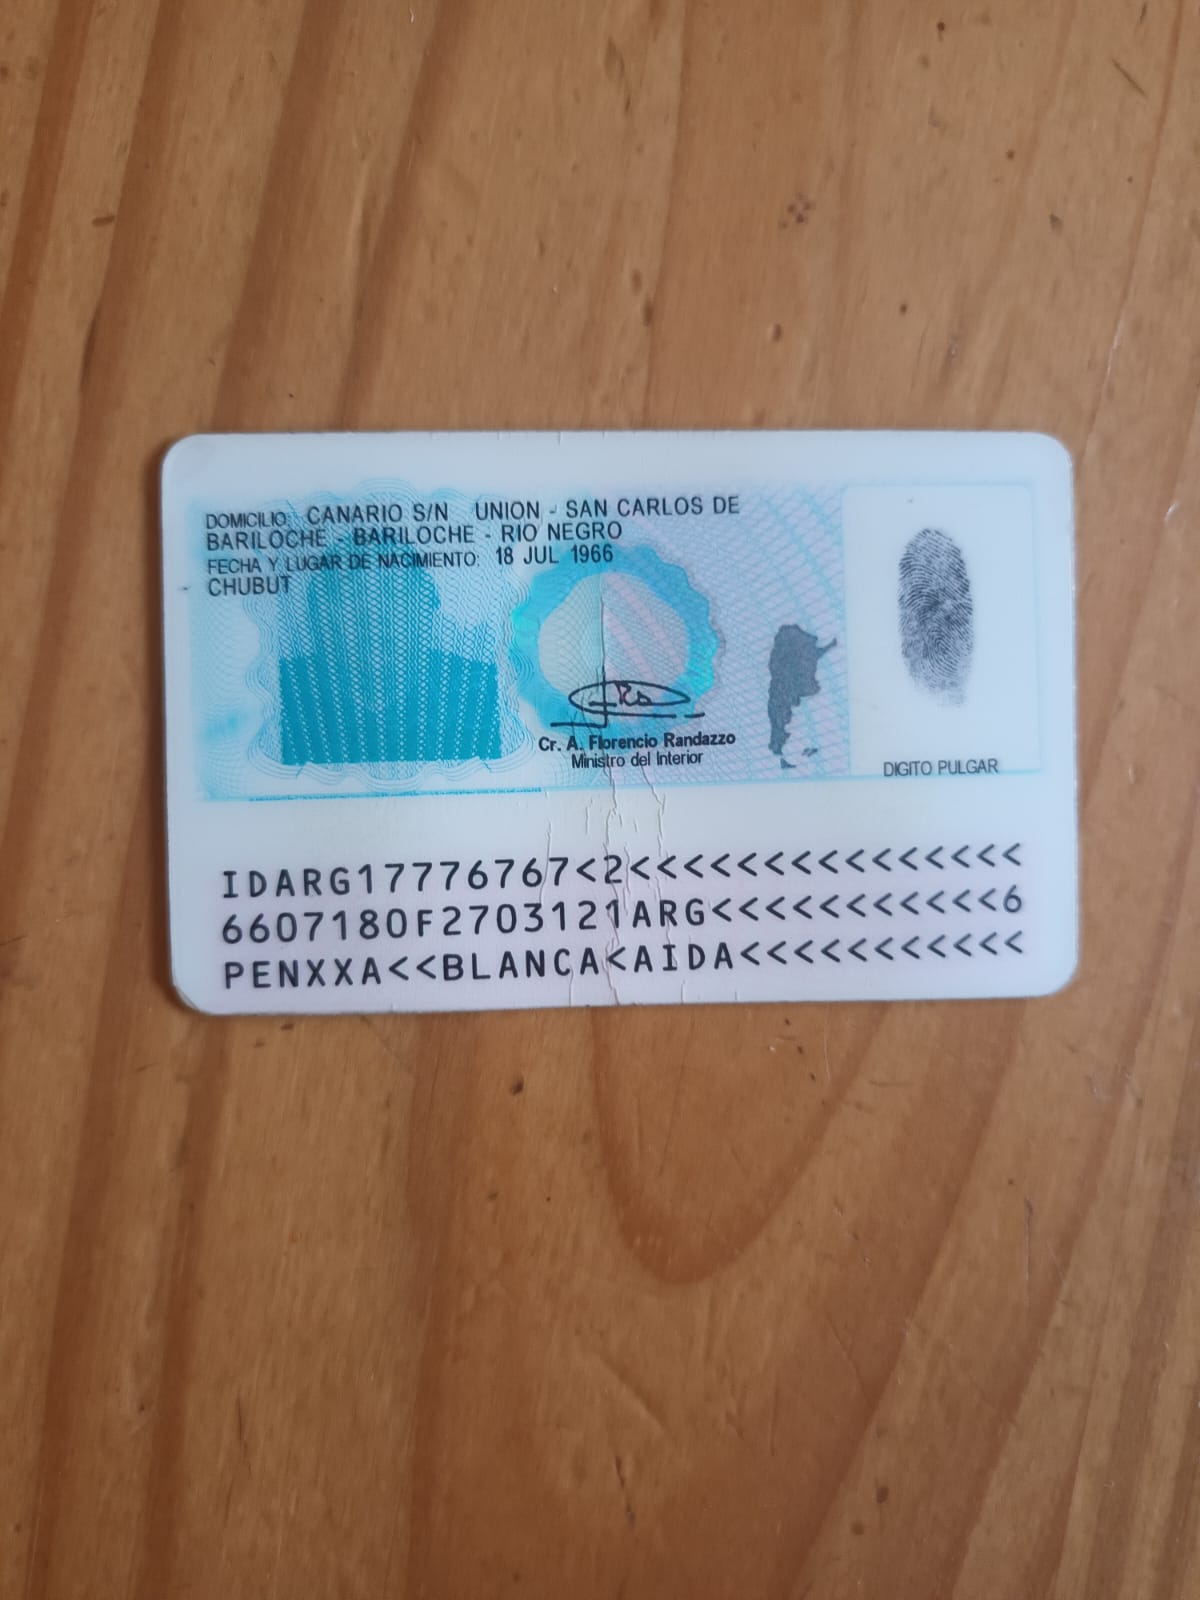 DOMICILIO: CANARIO S/N UNION - SAN CARLOS DE
BARILOCHE - BARILOCHE - RIO NEGRO
FECHA Y LUGAR DE NACIMIENTO: 18 JUL 1966
CHUBUT
Cr. A. Florencio Randazzo
Ministro del Interior
DIGITO PULGAR
IDARG17776767<2<<<<<<<<<<<<<<<
6607180F2703121ARG<<<<<<<<<<<6
PENXXA<<BLANCA<AIDA<<<<<<<<<<<